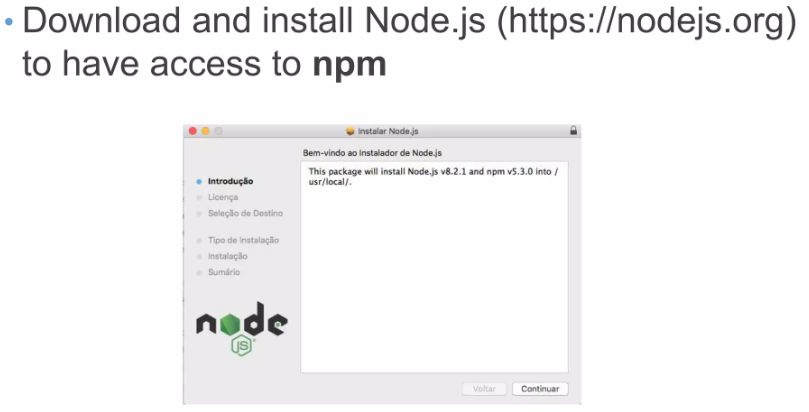 • Download and install Node.js (https://nodejs.org)
to have access to npm
Instalar Node.js
Bem-vindo ao Instalador de Node.js
Introdução
Licença
Seleção de Destino
Tipo de Instalação
Instalação
Sumário
This package will install Node.js v8.2.1 and npm v5.3.0 into /
usr/local/.
node
JS
Voltar
Continuar